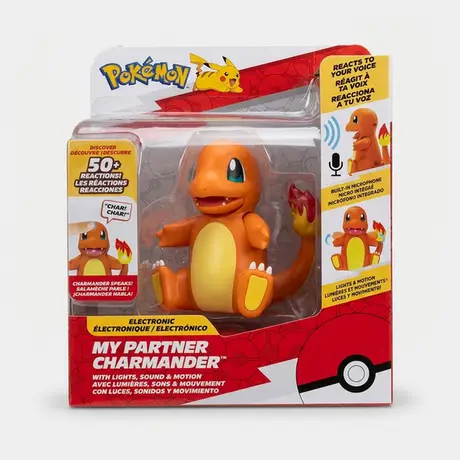 Pokémon
REACTS TO
YOUR VOICE
RÉAGIT À
TA VOIX
REACCIONA
A TU VOZ
DISCOVER
DÉCOUVRE / DESCUBRE
50+
REACTIONS!
LES RÉACTIONS
REACCIONES
"CHAR!
CHAR!"
BUILT-IN MICROPHONE
MICRO INTÉGRÉ
MICRÓFONO INTEGRADO
CHARMANDER SPEAKS!
SALAMÈCHE PARLE !
¡CHARMANDER HABLA!
LIGHTS & MOTION
LUMIÈRES ET MOUVEMENTS!
LUCES Y MOVIMIENTO!
ELECTRONIC
ÉLECTRONIQUE / ELECTRÓNICO
MY PARTNER
CHARMANDER™
WITH LIGHTS, SOUND & MOTION
AVEC LUMIÈRES, SONS & MOUVEMENT
CON LUCES, SONIDOS Y MOVIMIENTO